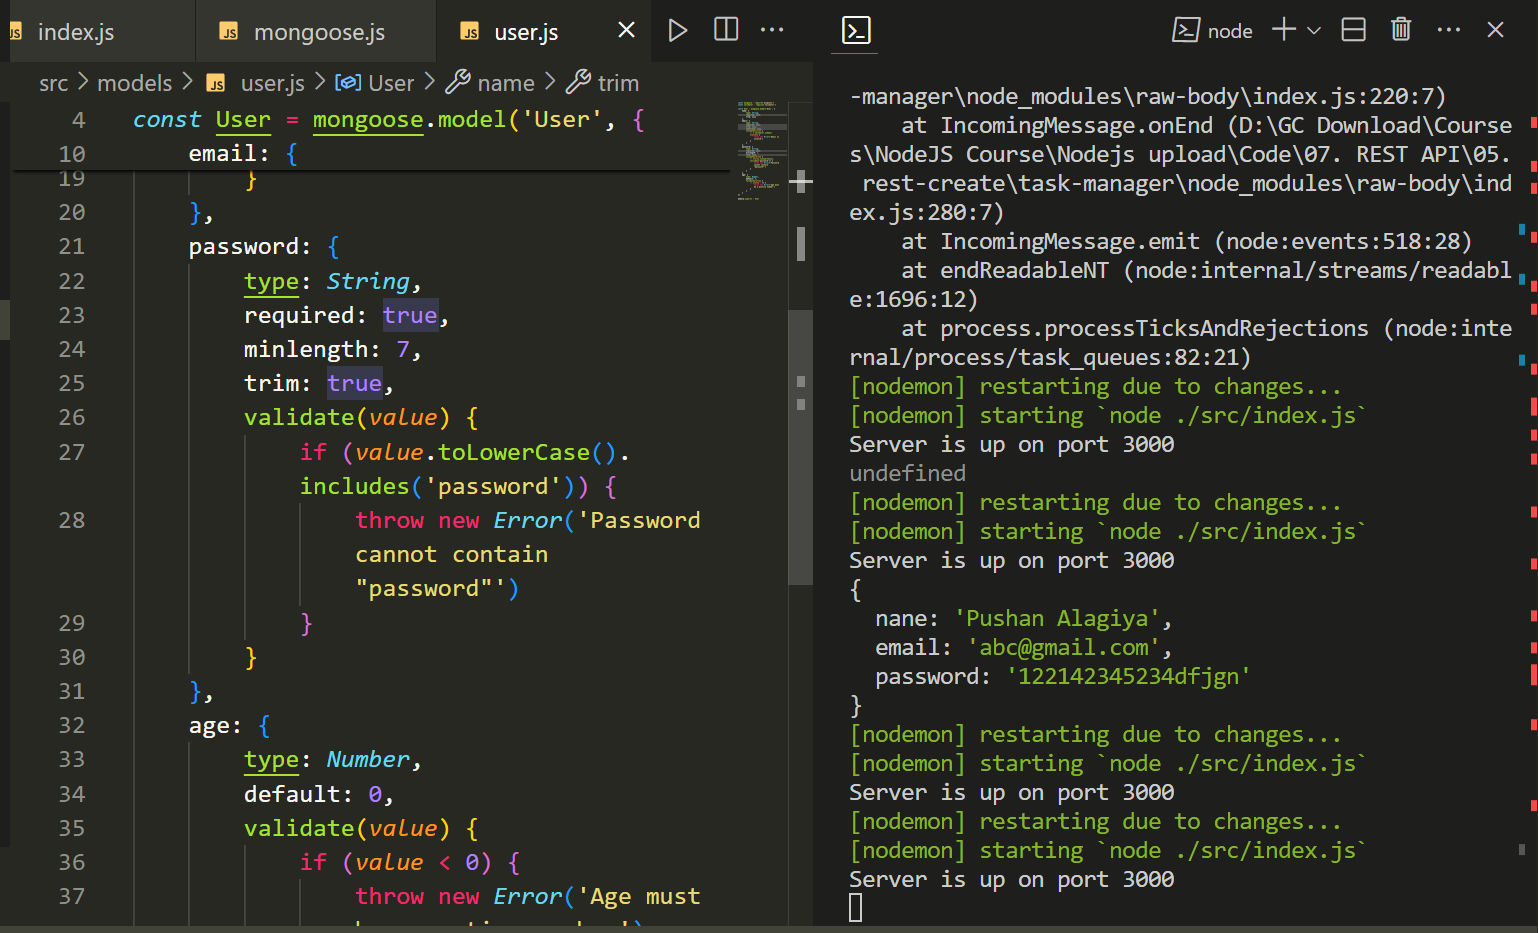 JS index.js
JS mongoose.js
JS user.js
src > models > JS user.js > User > name > trim
4 const User = mongoose.model('User', {
10 email: {
19 }
20 },
21 password: {
22 type: String,
23 required: true,
24 minlength: 7,
25 trim: true,
26 validate(value) {
27 if (value.toLowerCase().
includes('password')) {
28 throw new Error('Password
cannot contain
"password"')
29 }
30 }
31 },
32 age: {
33 type: Number,
34 default: 0,
35 validate(value) {
36 if (value < 0) {
37 throw new Error('Age must
node
-manager\node_modules\raw-body\index.js:220:7)
at IncomingMessage.onEnd (D:\GC Download\Course
s\NodeJS Course\Nodejs upload\Code\07. REST API\05.
rest-create\task-manager\node_modules\raw-body\ind
ex.js:280:7)
at IncomingMessage.emit (node:events:518:28)
at endReadableNT (node:internal/streams/readabl
e:1696:12)
at process.processTicksAndRejections (node:inte
rnal/process/task_queues:82:21)
[nodemon] restarting due to changes...
[nodemon] starting `node ./src/index.js`
Server is up on port 3000
undefined
[nodemon] restarting due to changes...
[nodemon] starting `node ./src/index.js`
Server is up on port 3000
{
nane: 'Pushan Alagiya',
email: 'abc@gmail.com',
password: '122142345234dfjgn'
}
[nodemon] restarting due to changes...
[nodemon] starting `node ./src/index.js`
Server is up on port 3000
[nodemon] restarting due to changes...
[nodemon] starting `node ./src/index.js`
Server is up on port 3000